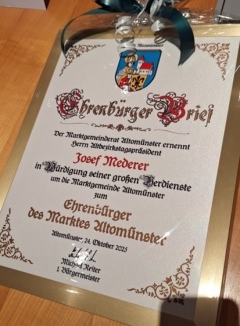 Ehrenbürger Brief
Der Marktgemeinderat Altomünster ernennt
Herrn Altbezirkstagspräsident
Josef Mederer
in Würdigung seiner großen Verdienste
um die Marktgemeinde Altomünster
zum
Ehrenbürger
des Marktes Altomünster
Altomünster, 24. Oktober 2025
Michael Reiter
1. Bürgermeister